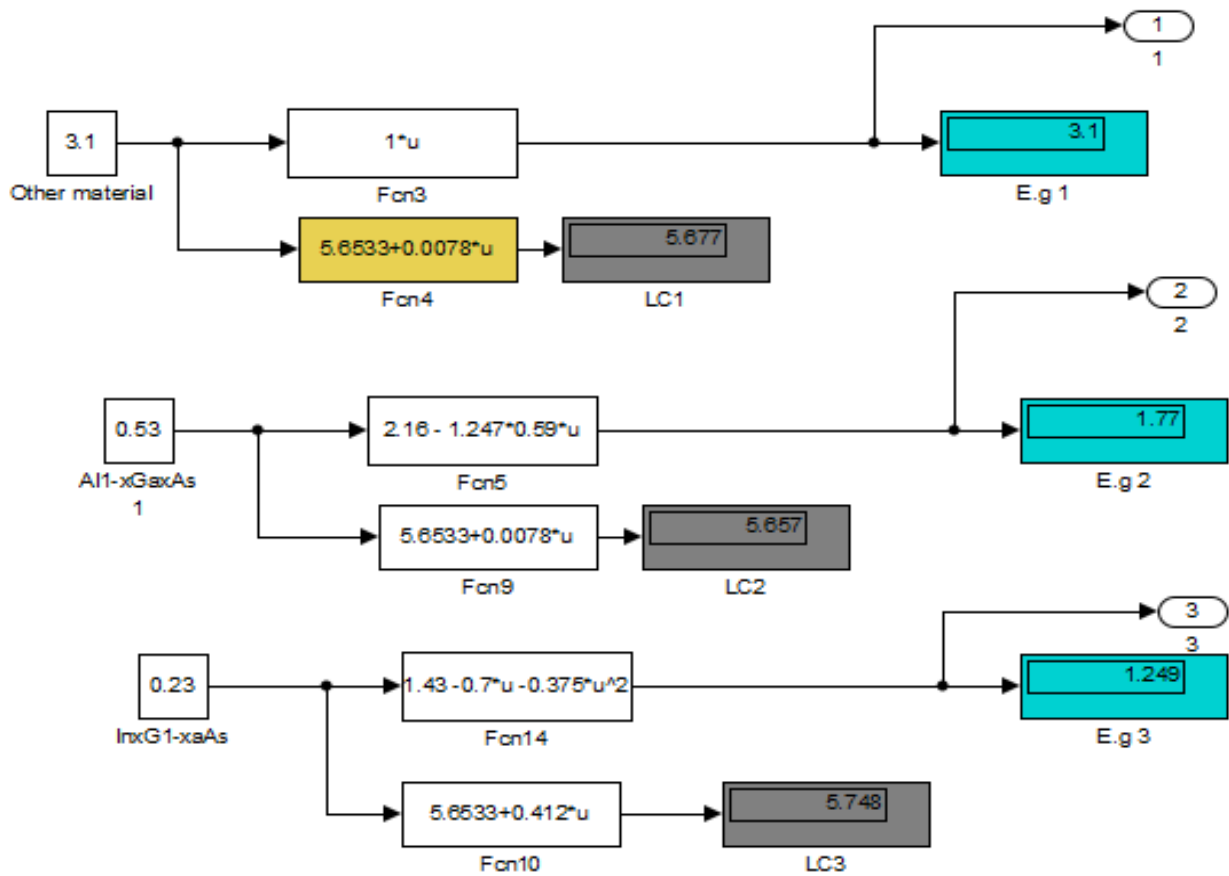 1
1
3.1
1*u
3.1
Other material
Fcn3
E.g 1
5.6533+0.0078*u
5.677
Fcn4
LC1
2
2
0.53
2.16 - 1.247*0.59*u
1.77
Al1-xGaxAs
1
Fcn5
E.g 2
5.6533+0.0078*u
5.657
Fcn9
LC2
3
3
0.23
1.43 -0.7*u -0.375*u^2
1.249
InxG1-xaAs
Fcn14
E.g 3
5.6533+0.412*u
5.748
Fcn10
LC3